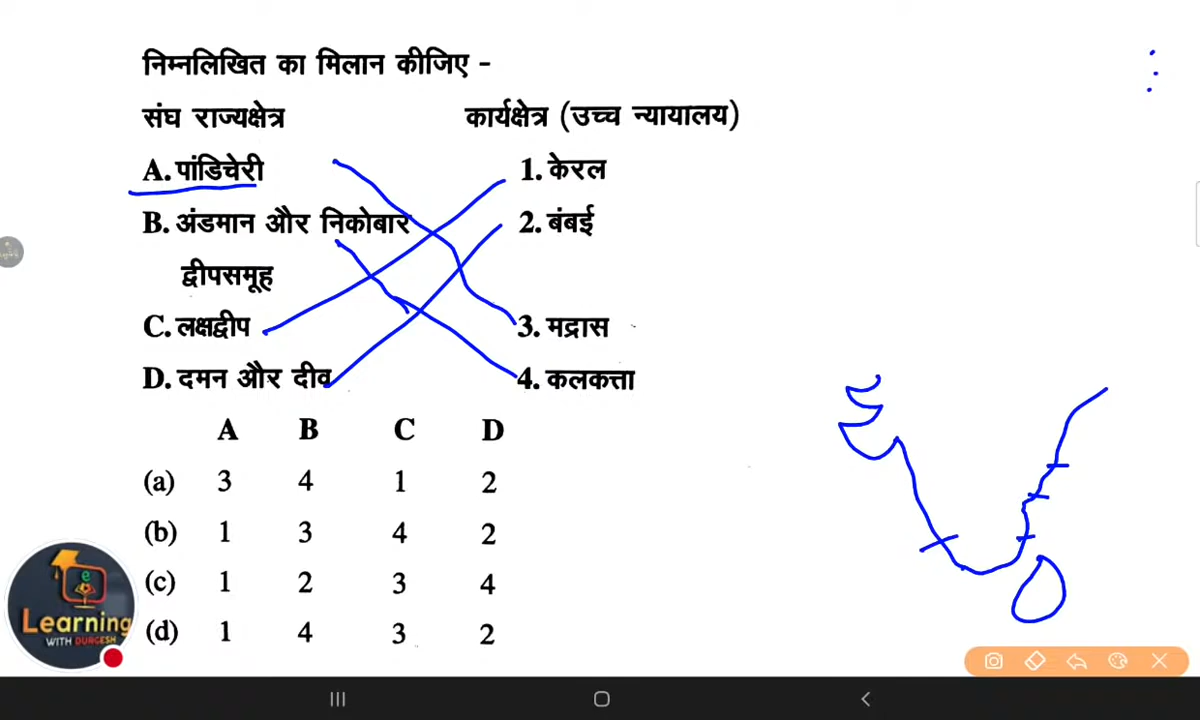 निम्नलिखित का मिलान कीजिए -
संघ राज्यक्षेत्र कार्यक्षेत्र (उच्च न्यायालय)
A. पांडिचेरी 1. केरल
B. अंडमान और निकोबार 2. बंबई
द्वीपसमूह
C. लक्षद्वीप 3. मद्रास
D. दमन और दीव 4. कलकत्ता
A B C D
(a) 3 4 1 2
(b) 1 3 4 2
(c) 1 2 3 4
(d) 1 4 3 2
e
Learning
WITH DURGESH